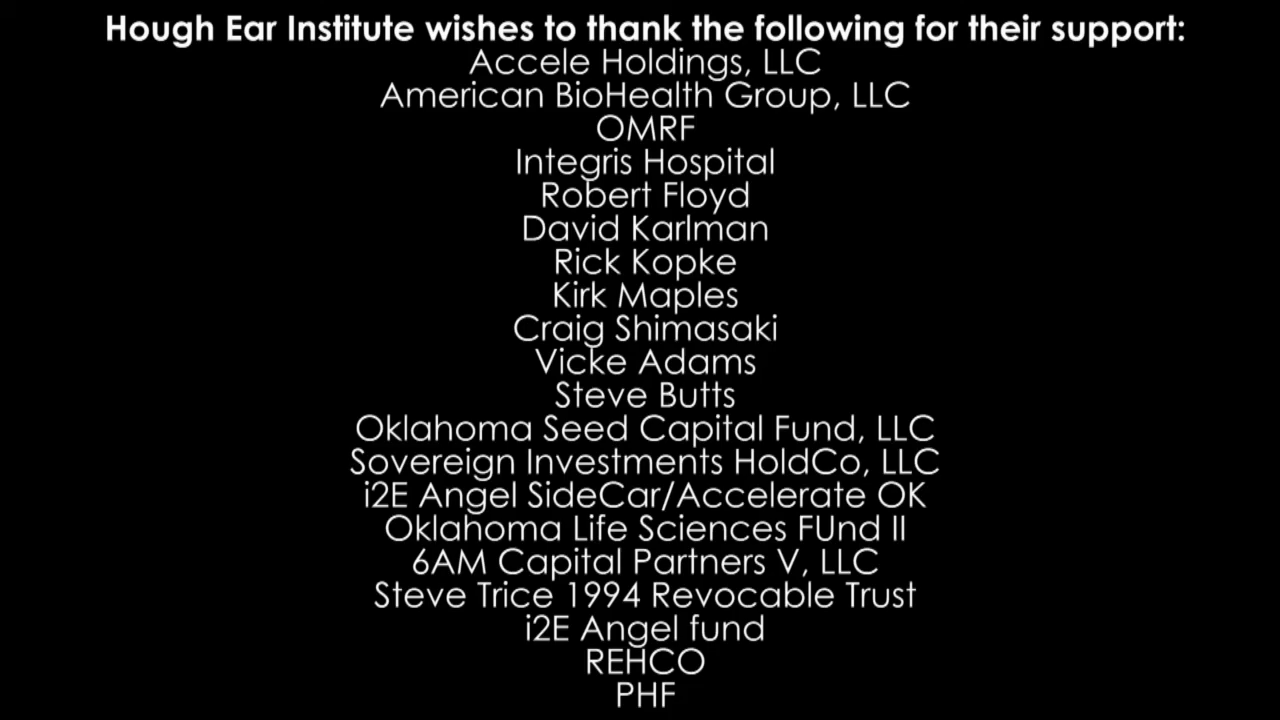 Hough Ear Institute wishes to thank the following for their support:
Accele Holdings, LLC
American BioHealth Group, LLC
OMRF
Integris Hospital
Robert Floyd
David Karlman
Rick Kopke
Kirk Maples
Craig Shimasaki
Vicke Adams
Steve Butts
Oklahoma Seed Capital Fund, LLC
Sovereign Investments HoldCo, LLC
i2E Angel SideCar/Accelerate OK
Oklahoma Life Sciences FUnd II
6AM Capital Partners V, LLC
Steve Trice 1994 Revocable Trust
i2E Angel fund
REHCO
PHF